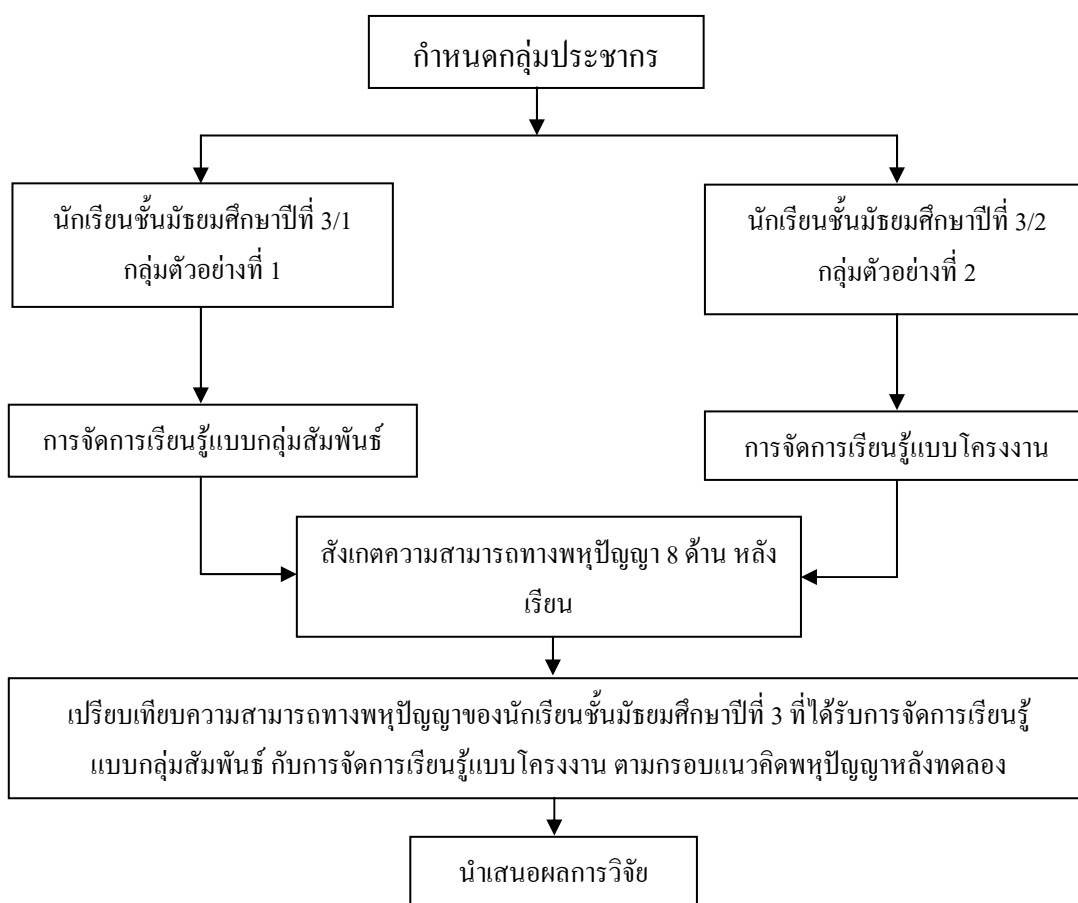 กำหนดกลุ่มประชากร
นักเรียนชั้นมัธยมศึกษาปีที่ 3/1
กลุ่มตัวอย่างที่ 1
นักเรียนชั้นมัธยมศึกษาปีที่ 3/2
กลุ่มตัวอย่างที่ 2
การจัดการเรียนรู้แบบกลุ่มสัมพันธ์
การจัดการเรียนรู้แบบโครงงาน
สังเกตความสามารถทางพหุปัญญา 8 ด้าน หลัง
เรียน
เปรียบเทียบความสามารถทางพหุปัญญาของนักเรียนชั้นมัธยมศึกษาปีที่ 3 ที่ได้รับการจัดการเรียนรู้
แบบกลุ่มสัมพันธ์ กับการจัดการเรียนรู้แบบโครงงาน ตามกรอบแนวคิดพหุปัญญาหลังทดลอง
นำเสนอผลการวิจัย